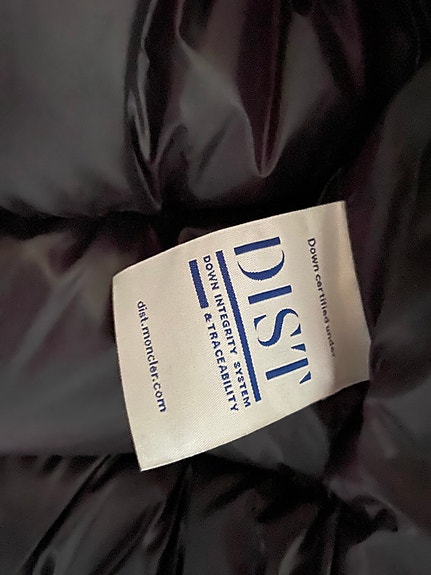 Down certified under
DIST
DOWN INTEGRITY SYSTEM
& TRACEABILITY
dist.moncler.com